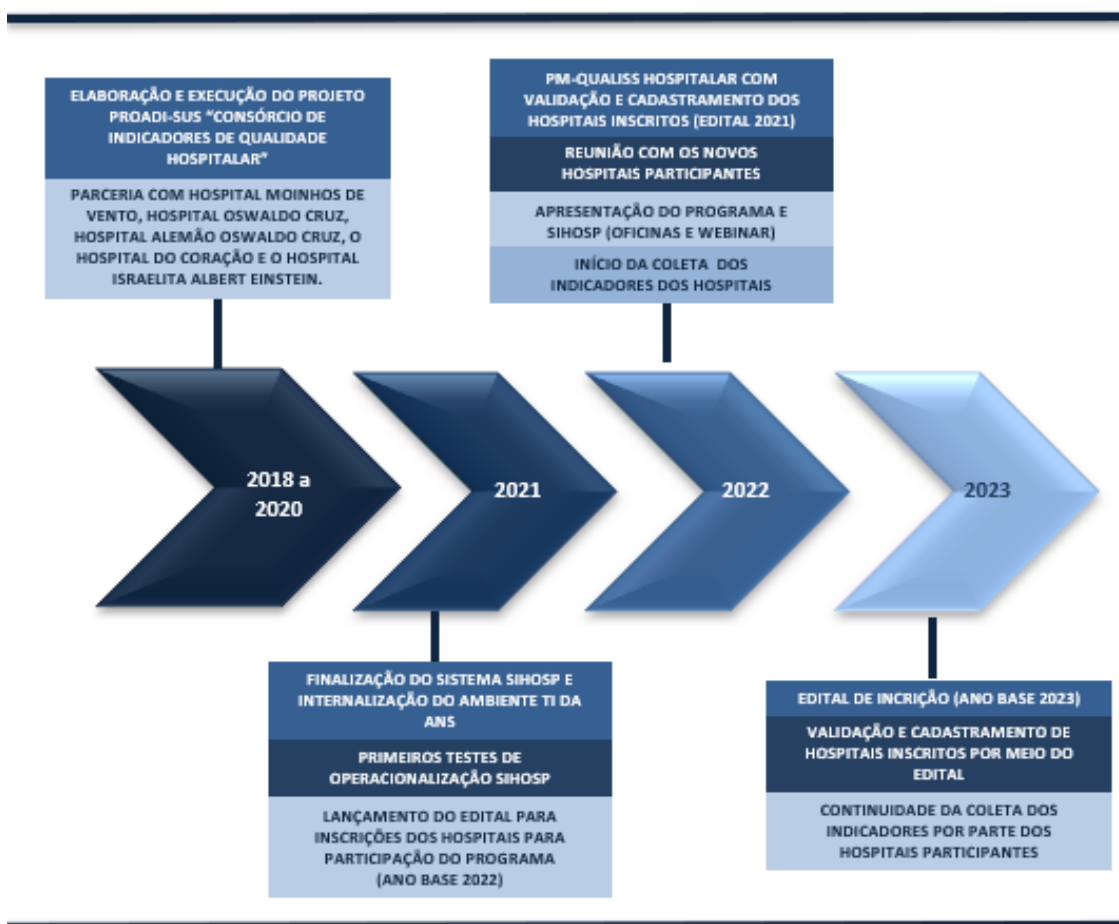 ELABORAÇÃO E EXECUÇÃO DO PROJETO
PROADI-SUS "CONSÓRCIO DE
INDICADORES DE QUALIDADE
HOSPITALAR"
PARCERIA COM HOSPITAL MOINHOS DE
VENTO, HOSPITAL OSWALDO CRUZ,
HOSPITAL ALEMÃO OSWALDO CRUZ, O
HOSPITAL DO CORAÇÃO E O HOSPITAL
ISRAELITA ALBERT EINSTEIN.
PM-QUALISS HOSPITALAR COM
VALIDAÇÃO E CADASTRAMENTO DOS
HOSPITAIS INSCRITOS (EDITAL 2021)
REUNIÃO COM OS NOVOS
HOSPITAIS PARTICIPANTES
APRESENTAÇÃO DO PROGRAMA E
SIHOSP (OFICINAS E WEBINAR)
INÍCIO DA COLETA DOS
INDICADORES DOS HOSPITAIS
2018 a
2020
2021
2022
2023
FINALIZAÇÃO DO SISTEMA SIHOSP E
INTERNALIZAÇÃO DO AMBIENTE TI DA
ANS
PRIMEIROS TESTES DE
OPERACIONALIZAÇÃO SIHOSP
LANÇAMENTO DO EDITAL PARA
INSCRIÇÕES DOS HOSPITAIS PARA
PARTICIPAÇÃO DO PROGRAMA
(ANO BASE 2022)
EDITAL DE INCRIÇÃO (ANO BASE 2023)
VALIDAÇÃO E CADASTRAMENTO DE
HOSPITAIS INSCRITOS POR MEIO DO
EDITAL
CONTINUIDADE DA COLETA DOS
INDICADORES POR PARTE DOS
HOSPITAIS PARTICIPANTES